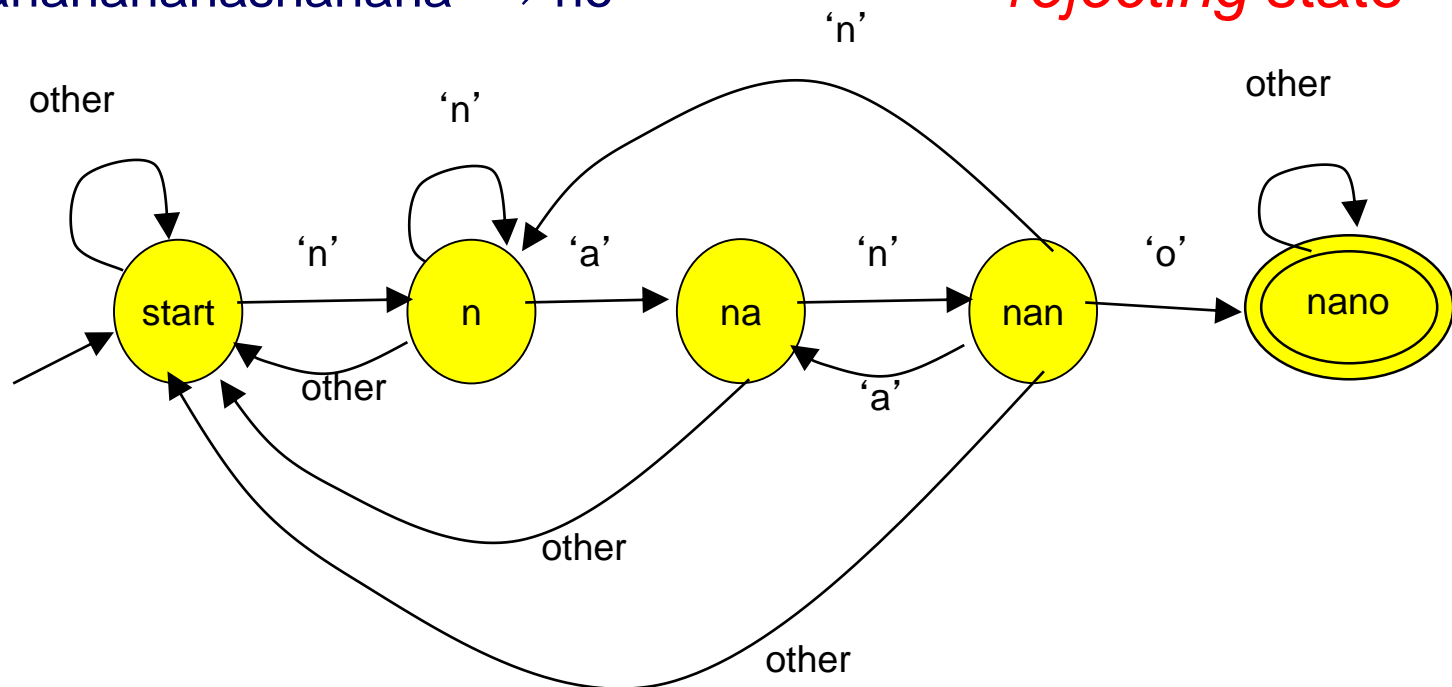 rejecting state
‘n’
other
‘n’
other
‘n’
‘a’
‘n’
‘o’
start
n
na
nan
nano
other
‘a’
other
other